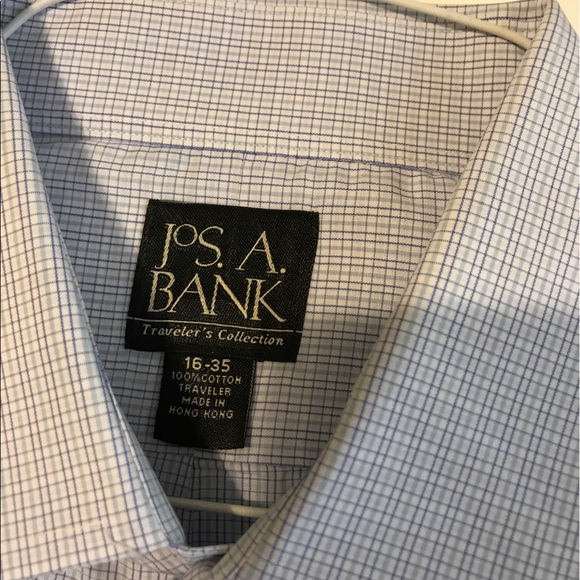 JoS. A.
BANK
Traveler's Collection
16-35
100% COTTON
TRAVELER
MADE IN
HONG KONG